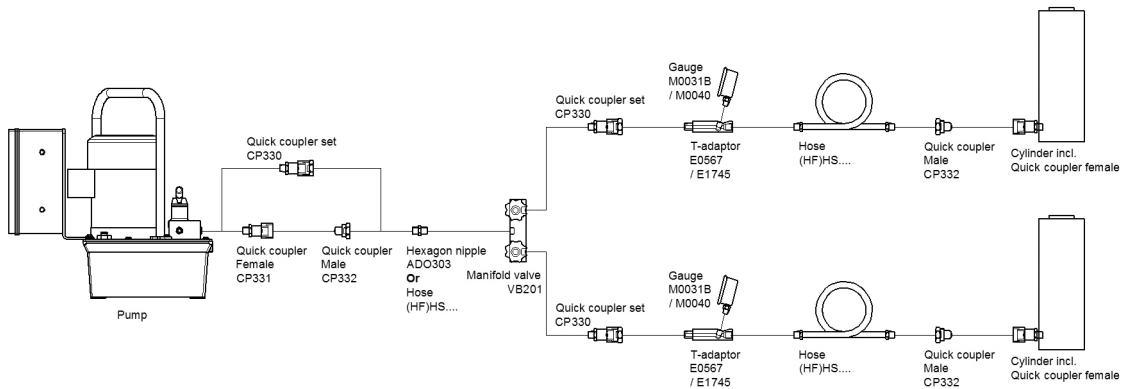 Pump
Quick coupler set
CP330
Quick coupler
Female
CP331
Quick coupler
Male
CP332
Hexagon nipple
ADO303
Or
Hose
(HF)HS....
Manifold valve
VB201
Quick coupler set
CP330
Gauge
M0031B
/ M0040
T-adaptor
E0567
/ E1745
Hose
(HF)HS....
Quick coupler
Male
CP332
Cylinder incl.
Quick coupler female
Quick coupler set
CP330
Gauge
M0031B
/ M0040
T-adaptor
E0567
/ E1745
Hose
(HF)HS....
Quick coupler
Male
CP332
Cylinder incl.
Quick coupler female